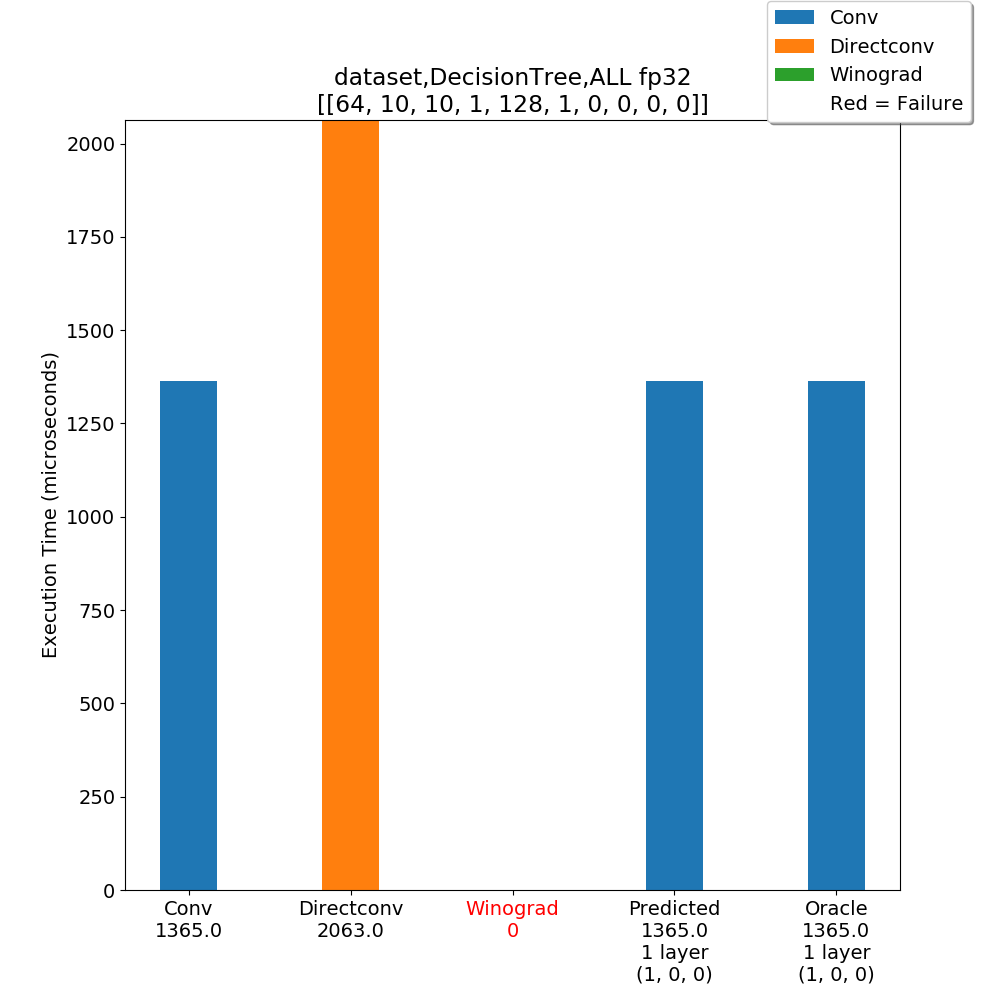 Conv
Directconv
Winograd
Red = Failure
dataset,DecisionTree,ALL fp32
[[64, 10, 10, 1, 128, 1, 0, 0, 0, 0]]
Execution Time (microseconds)
2000
1750
1500
1250
1000
750
500
250
0
Conv
1365.0
Directconv
2063.0
Winograd
0
Predicted
1365.0
1 layer
(1, 0, 0)
Oracle
1365.0
1 layer
(1, 0, 0)